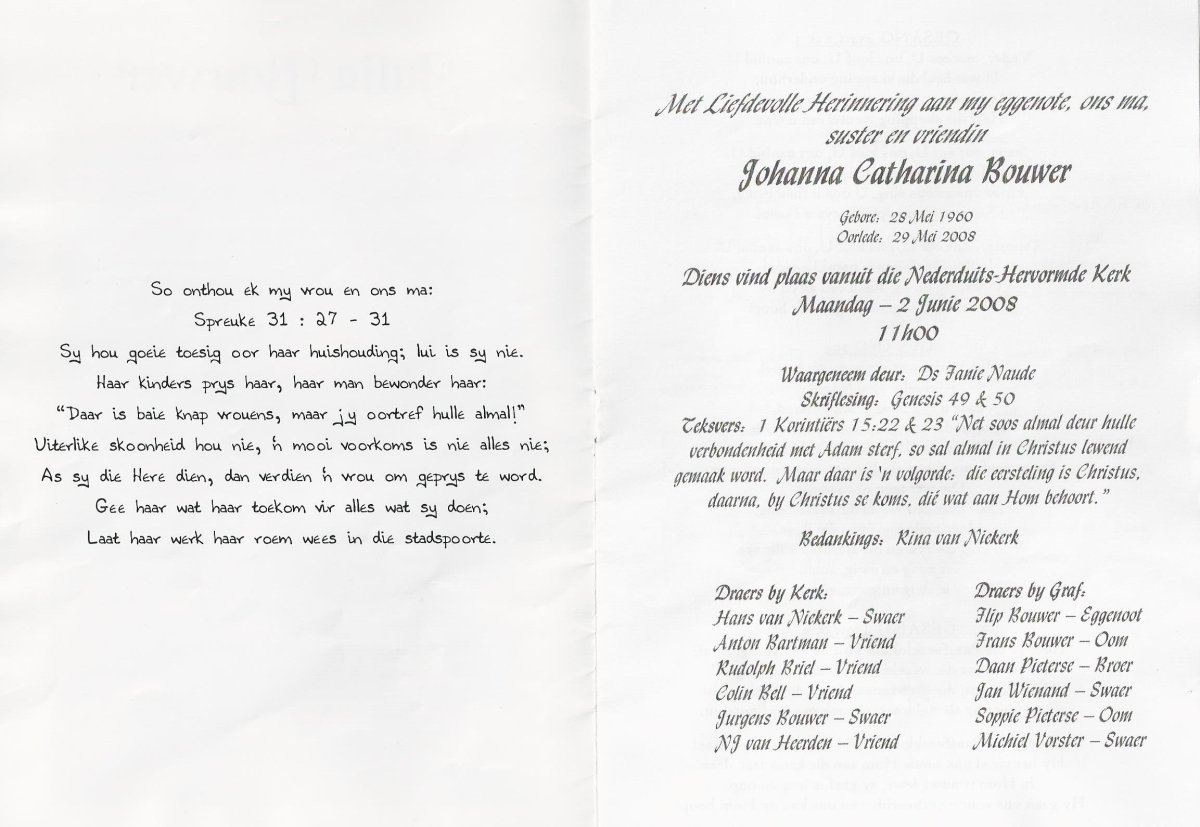 So onthou ek my vrou en ons ma:
Spreuke 31 : 27 - 31
Sy hou goeie toesig oor haar huishouding; lui is sy nie.
Haar kinders prys haar, haar man bewonder haar:
“Daar is baie knap vrouens, maar jy oortref hulle almal!”
Uiterlike skoonheid hou nie, 'n mooi voorkoms is nie alles nie;
As sy die Here dien, dan verdien 'n vrou om geprys te word.
Gee haar wat haar toekom vir alles wat sy doen;
Laat haar werk haar roem wees in die stadspoorte.
Met Liefdevolle Herinnering aan my eggenote, ons ma,
suster en vriendin
Johanna Catharina Bouwer
Gebore: 28 Mei 1960
Oorlede: 29 Mei 2008
Diens vind plaas vanuit die Nederduits-Hervormde Kerk
Maandag – 2 Junie 2008
11h00
Waargeneem deur: Ds Fanie Naude
Skriflesing: Genesis 49 & 50
Teksvers: 1 Korintiërs 15:22 & 23 “Net soos almal deur hulle
verbondenheid met Adam sterf, so sal almal in Christus lewend
gemaak word. Maar daar is 'n volgorde: die eersteling is Christus,
daarna, by Christus se koms, dié wat aan Hom behoort.”
Bedankings: Rina van Niekerk
Draers by Kerk:
Hans van Niekerk – Swaer
Anton Bartman – Vriend
Rudolph Briel – Vriend
Colin Bell – Vriend
Jurgens Bouwer – Swaer
NJ van Heerden – Vriend
Draers by Graf:
Flip Bouwer – Eggenoot
Frans Bouwer – Oom
Daan Pieterse – Broer
Jan Wienand – Swaer
Soppie Pieterse – Oom
Michiel Vorster – Swaer